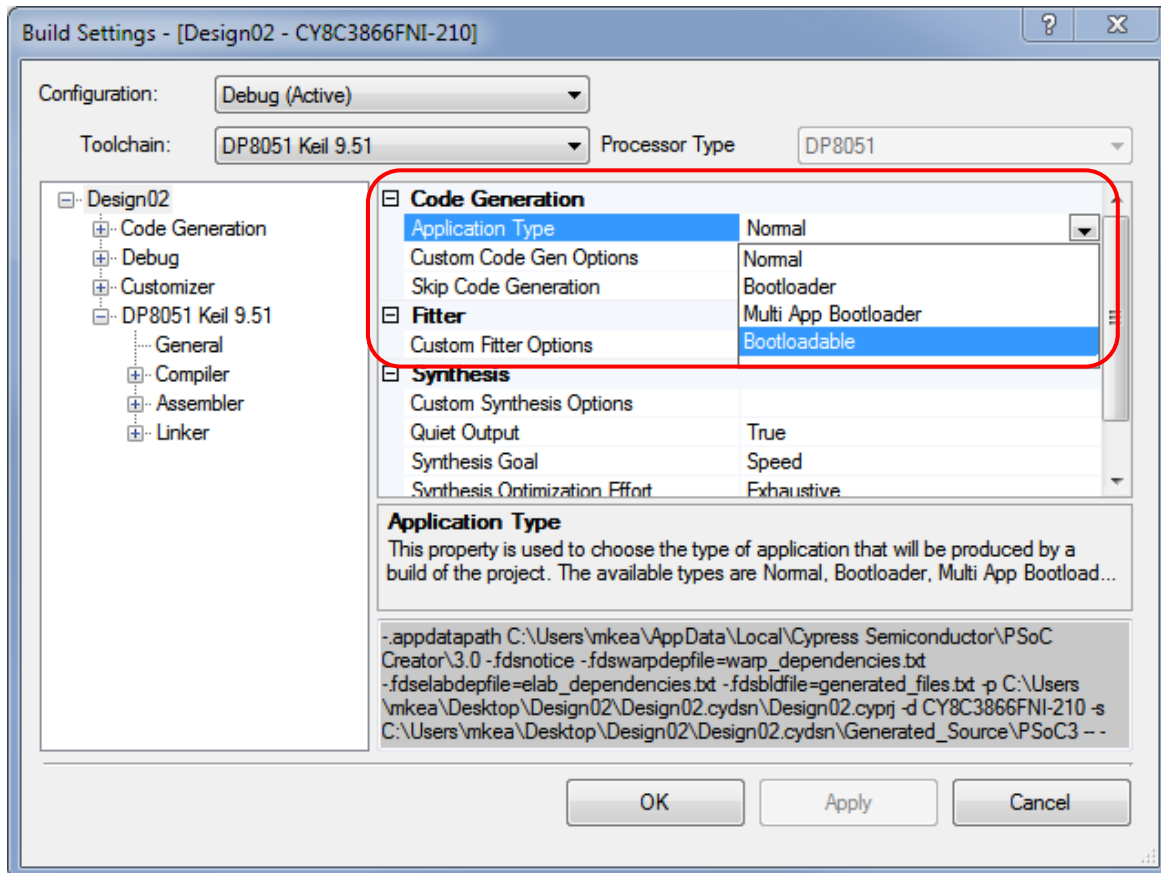 Build Settings - [Design02 - CY8C3866FNI-210]
Configuration: Debug (Active)
Toolchain: DP8051 Keil 9.51 Processor Type DP8051
Design02
Code Generation
Debug
Customizer
DP8051 Keil 9.51
General
Compiler
Assembler
Linker
Code Generation
Application Type Normal
Custom Code Gen Options
Skip Code Generation
Normal
Bootloader
Multi App Bootloader
Bootloadable
Fitter
Custom Fitter Options
Synthesis
Custom Synthesis Options
Quiet Output True
Synthesis Goal Speed
Synthesis Optimization Effort Exhaustive
Application Type
This property is used to choose the type of application that will be produced by a
build of the project. The available types are Normal, Bootloader, Multi App Bootload...
-.appdatapath C:\Users\mkea\AppData\Local\Cypress Semiconductor\PSoC
Creator\3.0 -.fdsnotice -.fdswarpdepfile=warp_dependencies.txt
-.fdselabdepfile=elab_dependencies.txt -.fdsbldfile=generated_files.txt -p C:\Users
\mkea\Desktop\Design02\Design02.cydsn\Design02.cyprj -d CY8C3866FNI-210 -s
C:\Users\mkea\Desktop\Design02\Design02.cydsn\Generated_Source\PSoC3 -- -
OK Apply Cancel